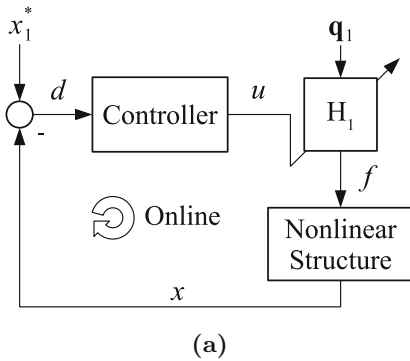 x₁*
q₁
d
Controller
u
H₁
-
f
Online
Nonlinear
Structure
x
(a)